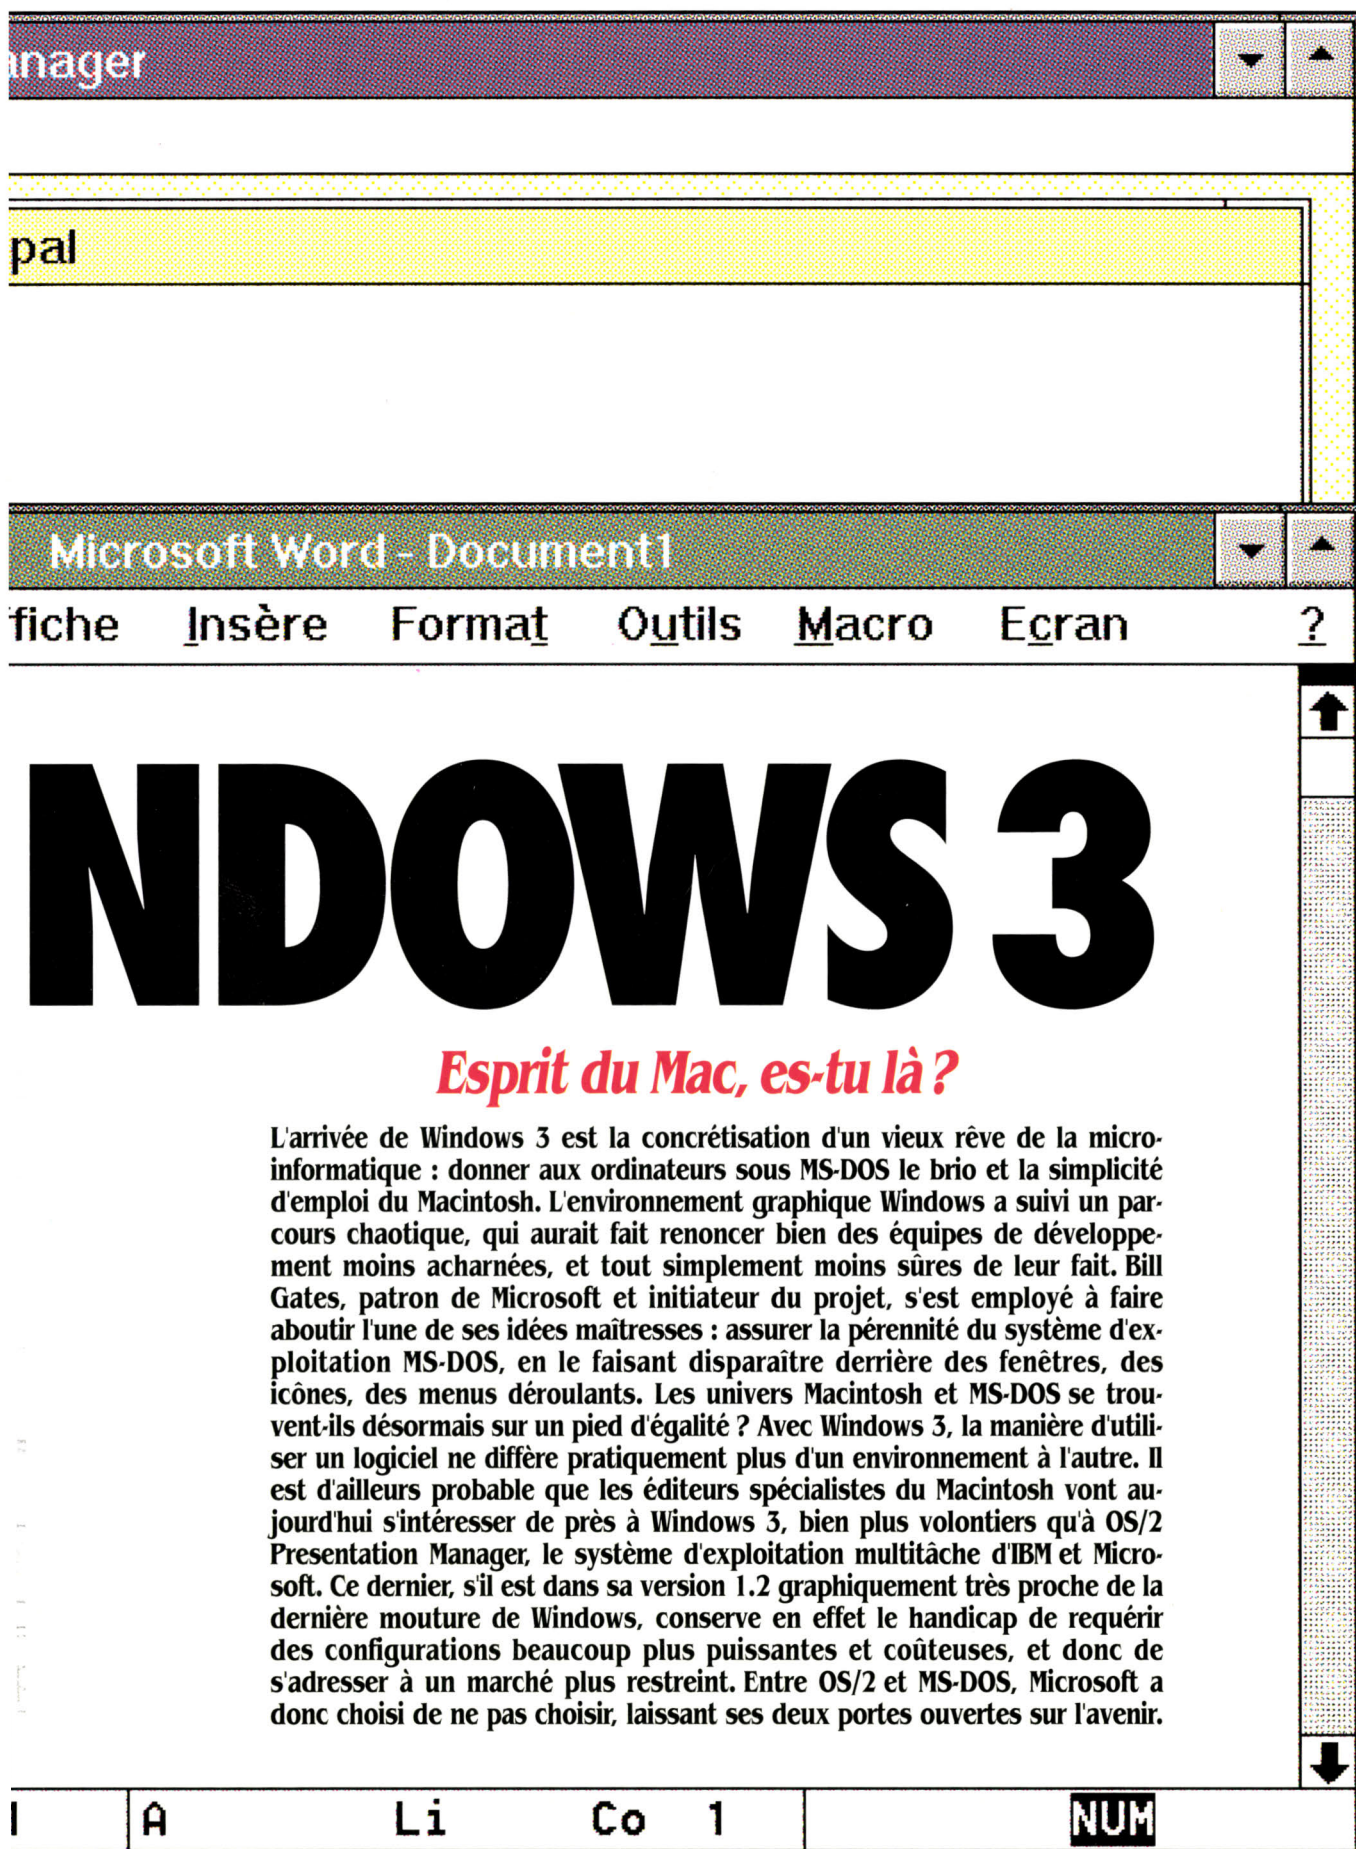 anager
pal
Microsoft Word - Document1
ffiche Insère Format Outils Macro Ecran ?
NDOWS 3
Esprit du Mac, es-tu là ?
L'arrivée de Windows 3 est la concrétisation d'un vieux rêve de la micro-
informatique : donner aux ordinateurs sous MS-DOS le brio et la simplicité
d'emploi du Macintosh. L'environnement graphique Windows a suivi un par-
cours chaotique, qui aurait fait renoncer bien des équipes de développe-
ment moins acharnées, et tout simplement moins sûres de leur fait. Bill
Gates, patron de Microsoft et initiateur du projet, s'est employé à faire
aboutir l'une de ses idées maîtresses : assurer la pérennité du système d'ex-
ploitation MS-DOS, en le faisant disparaître derrière des fenêtres, des
icônes, des menus déroulants. Les univers Macintosh et MS-DOS se trou-
vent-ils désormais sur un pied d'égalité ? Avec Windows 3, la manière d'utili-
ser un logiciel ne diffère pratiquement plus d'un environnement à l'autre. Il
est d'ailleurs probable que les éditeurs spécialistes du Macintosh vont au-
jourd'hui s'intéresser de près à Windows 3, bien plus volontiers qu'à OS/2
Presentation Manager, le système d'exploitation multitâche d'IBM et Micro-
soft. Ce dernier, s'il est dans sa version 1.2 graphiquement très proche de la
dernière mouture de Windows, conserve en effet le handicap de requérir
des configurations beaucoup plus puissantes et coûteuses, et donc de
s'adresser à un marché plus restreint. Entre OS/2 et MS-DOS, Microsoft a
donc choisi de ne pas choisir, laissant ses deux portes ouvertes sur l'avenir.
A Li Co 1 NUM